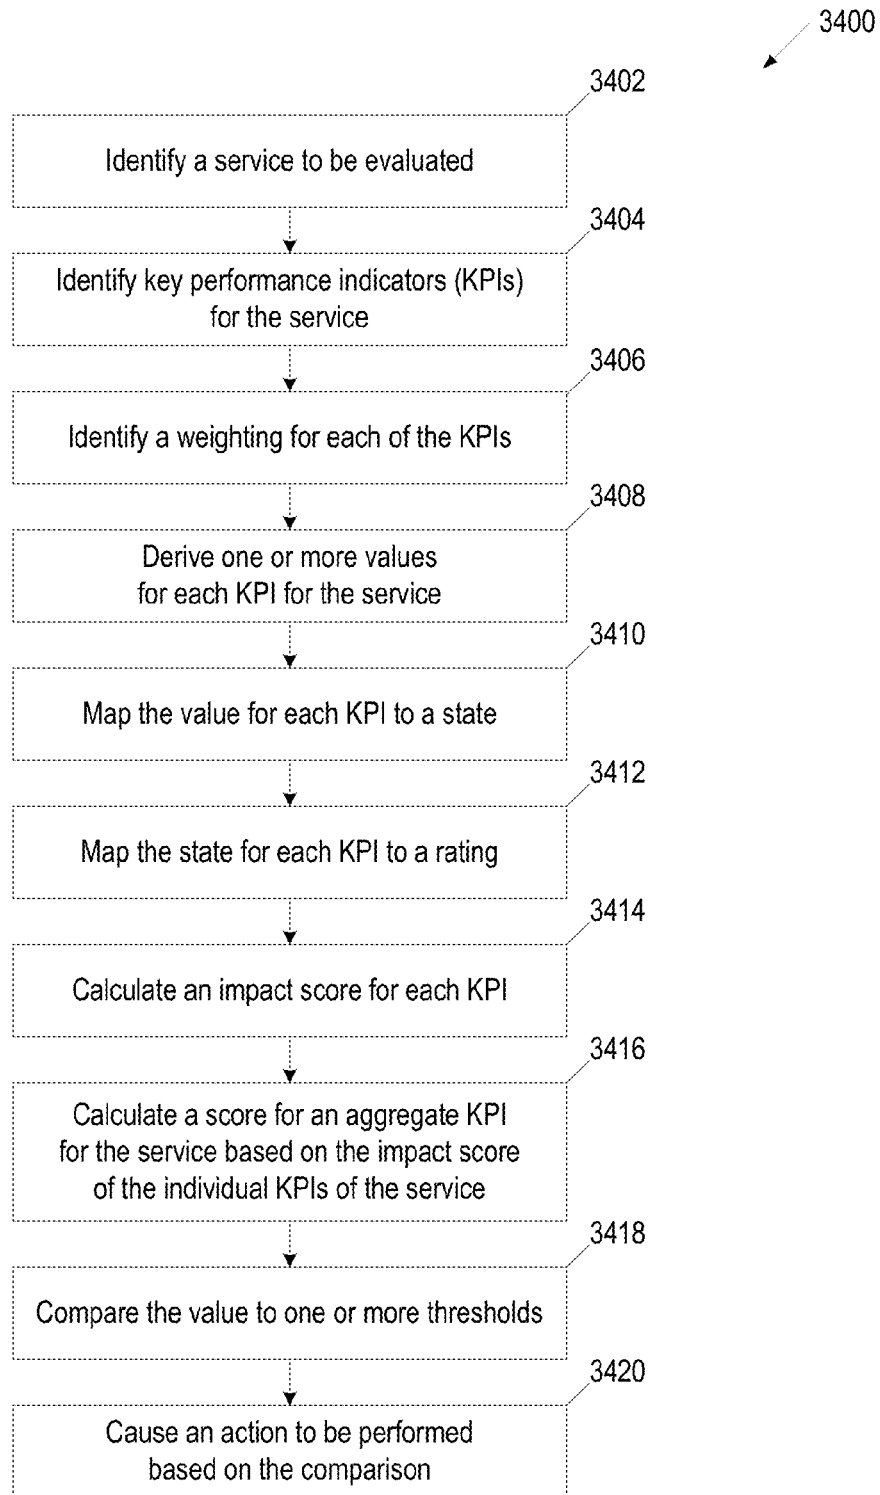 3400
3402
Identify a service to be evaluated
3404
Identify key performance indicators (KPIs)
for the service
3406
Identify a weighting for each of the KPIs
3408
Derive one or more values
for each KPI for the service
3410
Map the value for each KPI to a state
3412
Map the state for each KPI to a rating
3414
Calculate an impact score for each KPI
3416
Calculate a score for an aggregate KPI
for the service based on the impact score
of the individual KPIs of the service
3418
Compare the value to one or more thresholds
3420
Cause an action to be performed
based on the comparison